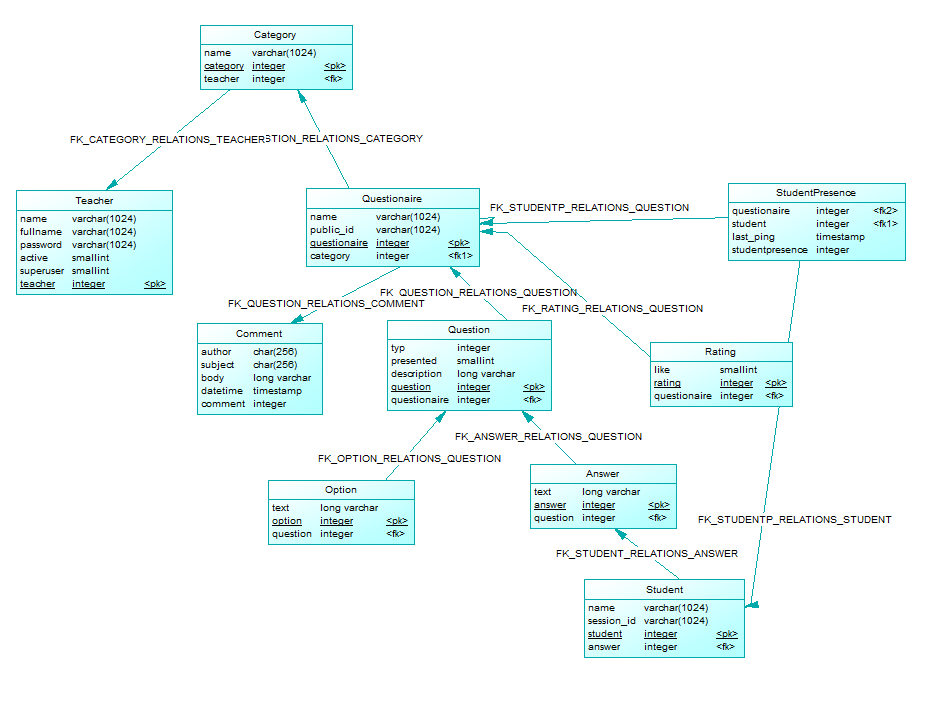 Category
name varchar(1024)
category integer <pk>
teacher integer <fk>
FK_CATEGORY_RELATIONS_TEACHER
STION_RELATIONS_CATEGORY
Teacher
name varchar(1024)
fullname varchar(1024)
password varchar(1024)
active smallint
superuser smallint
teacher integer <pk>
Questionaire
name varchar(1024)
public_id varchar(1024)
questionaire integer <pk>
category integer <fk1>
FK_STUDENTP_RELATIONS_QUESTION
StudentPresence
questionaire integer <fk2>
student integer <fk1>
last_ping timestamp
studentpresence integer
FK_QUESTION_RELATIONS_QUESTION
FK_QUESTION_RELATIONS_COMMENT
FK_RATING_RELATIONS_QUESTION
Comment
author char(256)
subject char(256)
body long varchar
datetime timestamp
comment integer
Question
typ integer
presented smallint
description long varchar
question integer <pk>
questionaire integer <fk>
Rating
like smallint
rating integer <pk>
questionaire integer <fk>
FK_ANSWER_RELATIONS_QUESTION
FK_OPTION_RELATIONS_QUESTION
Option
text long varchar
option integer <pk>
question integer <fk>
Answer
text long varchar
answer integer <pk>
question integer <fk>
FK_STUDENTP_RELATIONS_STUDENT
FK_STUDENT_RELATIONS_ANSWER
Student
name varchar(1024)
session_id varchar(1024)
student integer <pk>
answer integer <fk>